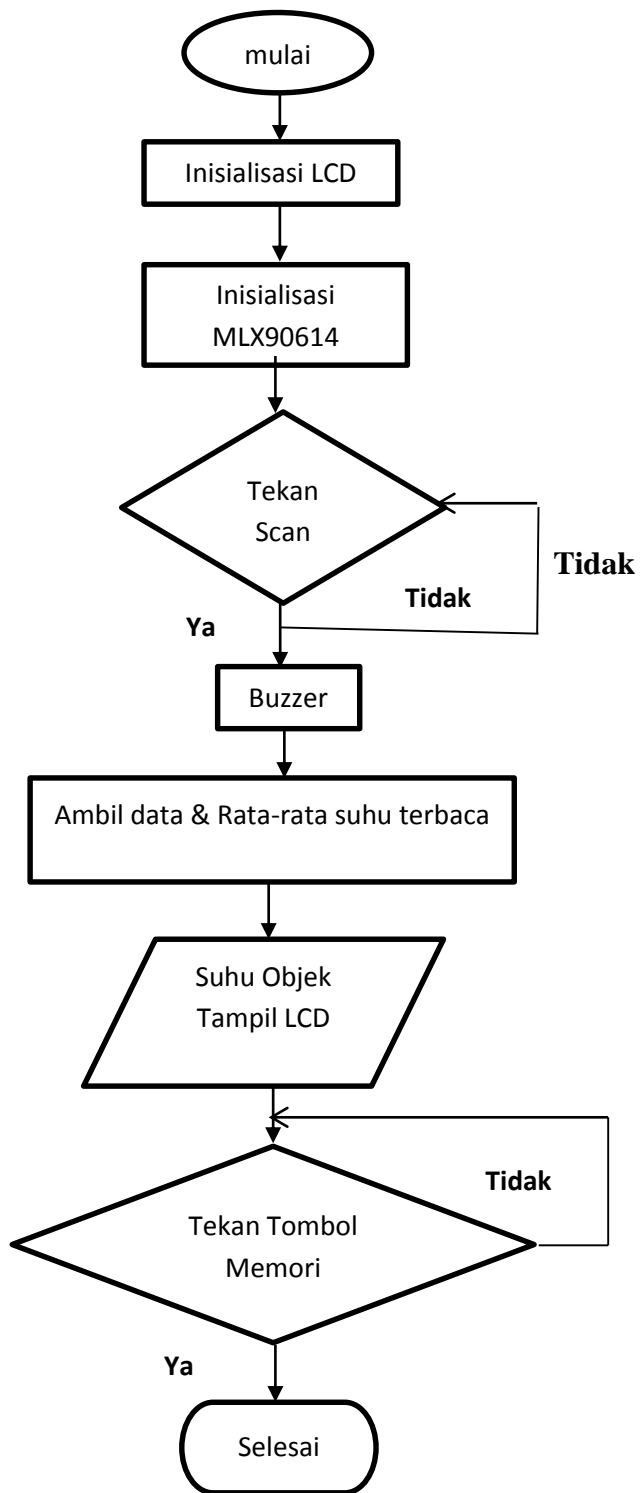 mulai
Inisialisasi LCD
Inisialisasi
MLX90614
Tekan
Scan
Tidak
Tidak
Ya
Buzzer
Ambil data & Rata-rata suhu terbaca
Suhu Objek
Tampil LCD
Tidak
Tekan Tombol
Memori
Ya
Selesai